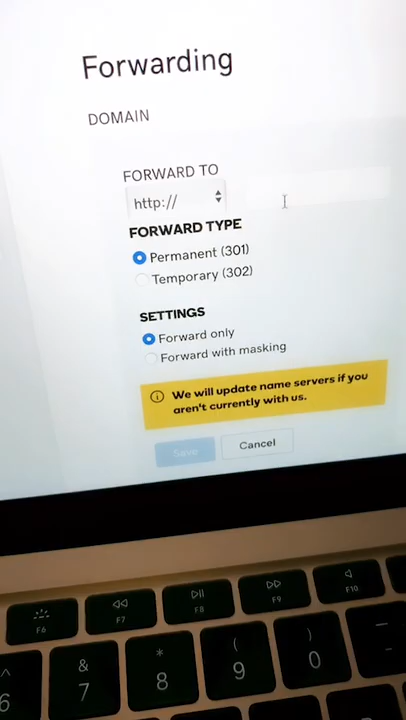 Forwarding
DOMAIN
FORWARD TO
http://
FORWARD TYPE
Permanent (301)
Temporary (302)
SETTINGS
Forward only
Forward with masking
We will update name servers if you
aren't currently with us.
Save
Cancel
F6
F7
F8
F9
F10
^
6
&
7
*
8
(
9
)
0